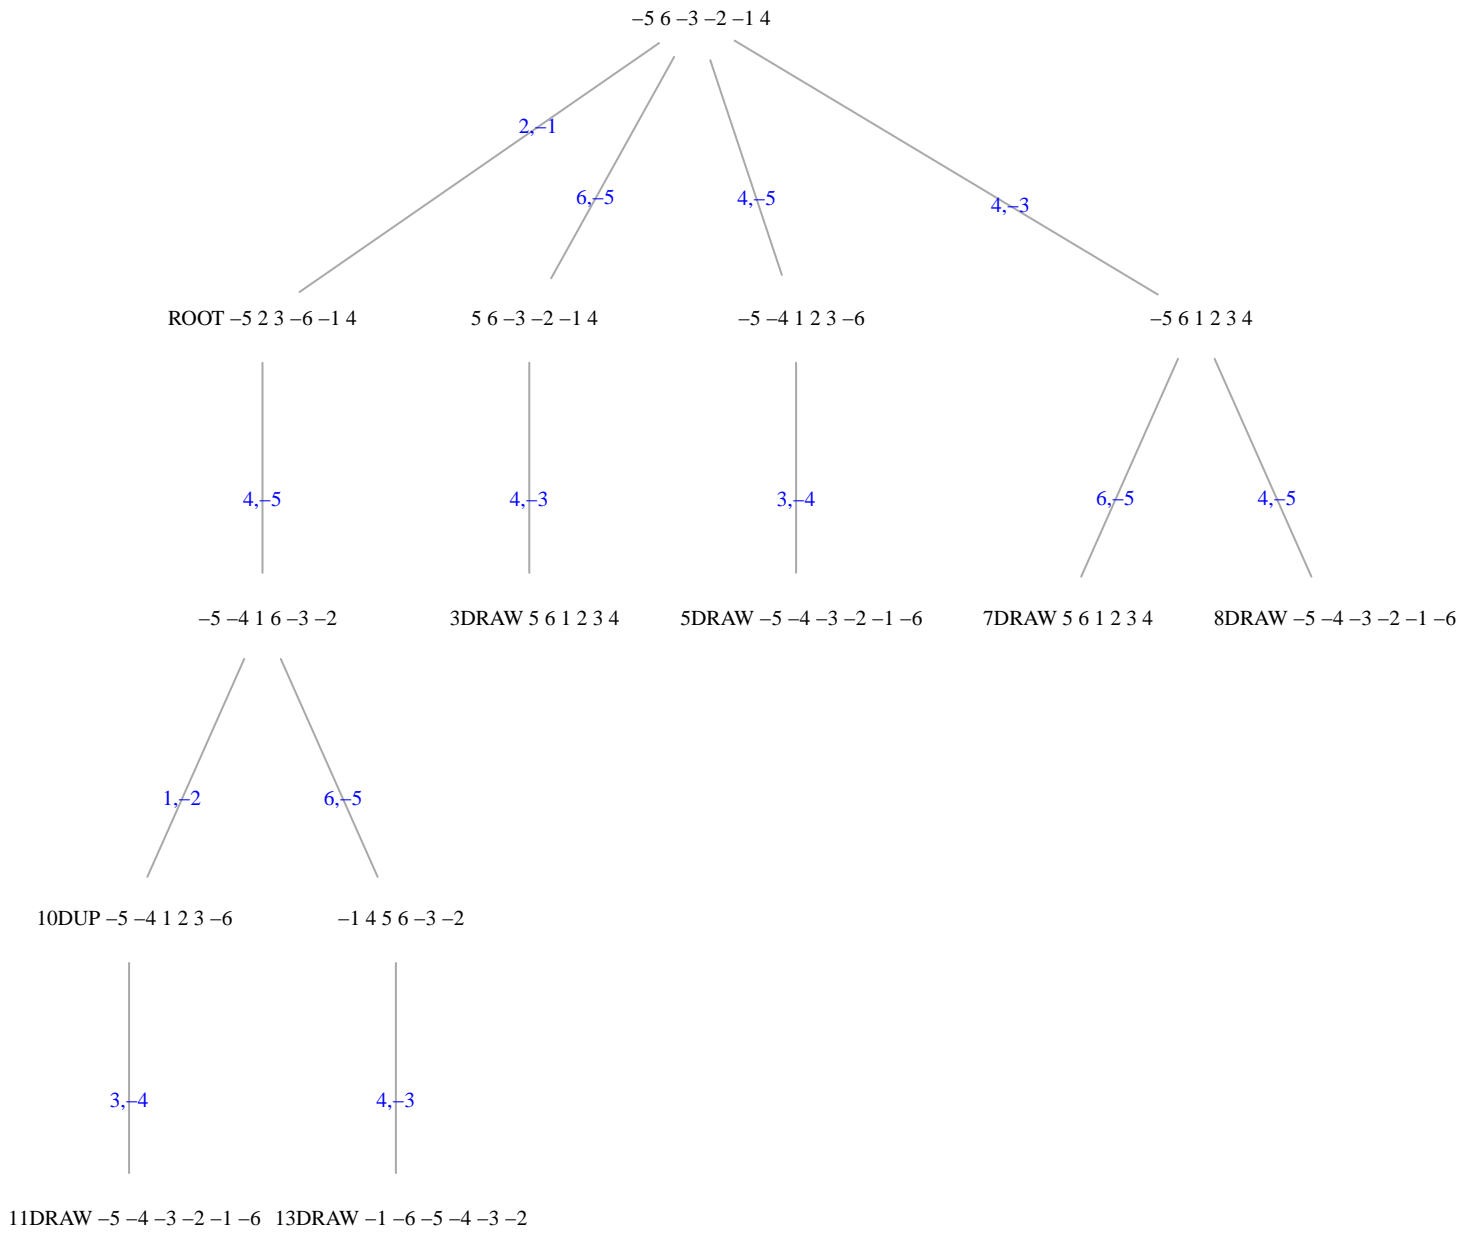 –5 6 –3 –2 –1 4
2,–1
6,–5
4,–5
4,–3
ROOT –5 2 3 –6 –1 4
5 6 –3 –2 –1 4
–5 –4 1 2 3 –6
–5 6 1 2 3 4
4,–5
4,–3
3,–4
6,–5
4,–5
–5 –4 1 6 –3 –2
3DRAW 5 6 1 2 3 4
5DRAW –5 –4 –3 –2 –1 –6
7DRAW 5 6 1 2 3 4
8DRAW –5 –4 –3 –2 –1 –6
1,–2
6,–5
10DUP –5 –4 1 2 3 –6
–1 4 5 6 –3 –2
3,–4
4,–3
11DRAW –5 –4 –3 –2 –1 –6
13DRAW –1 –6 –5 –4 –3 –2